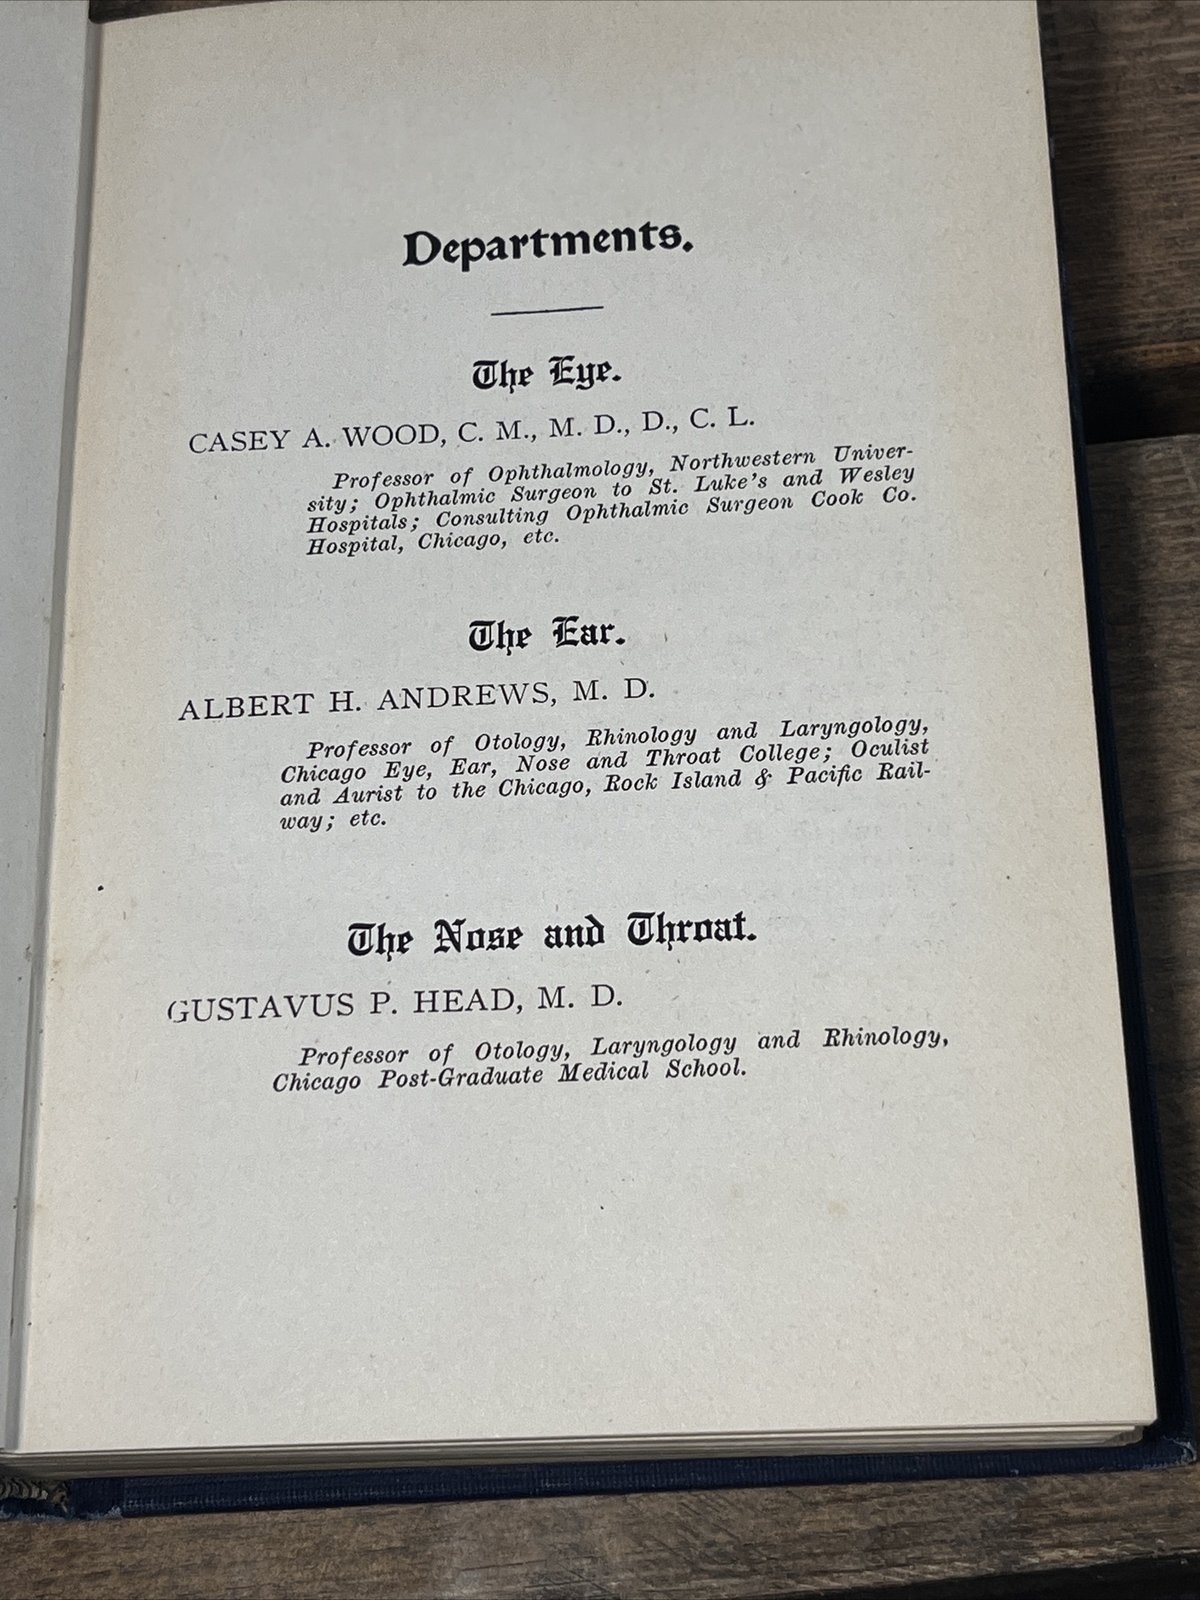 Departments.
The Eye.
CASEY A. WOOD, C. M., M. D., D., C. L.
Professor of Ophthalmology, Northwestern Univer-
sity; Ophthalmic Surgeon to St. Luke's and Wesley
Hospitals; Consulting Ophthalmic Surgeon Cook Co.
Hospital, Chicago, etc.
The Ear.
ALBERT H. ANDREWS, M. D.
Professor of Otology, Rhinology and Laryngology,
Chicago Eye, Ear, Nose and Throat College; Oculist
and Aurist to the Chicago, Rock Island & Pacific Rail-
way; etc.
The Nose and Throat.
GUSTAVUS P. HEAD, M. D.
Professor of Otology, Laryngology and Rhinology,
Chicago Post-Graduate Medical School.